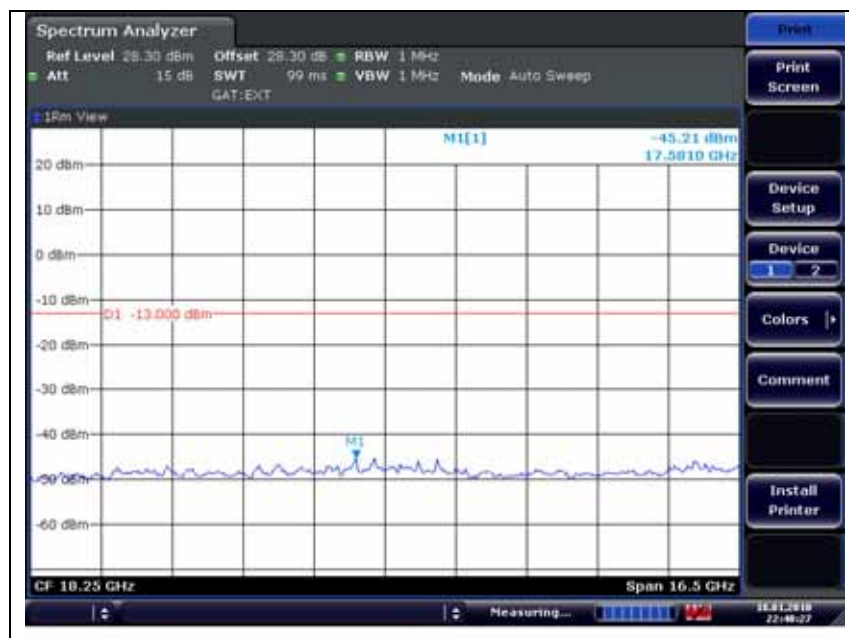 Spectrum Analyzer
Ref Level 28.30 dBm Offset 28.30 dB RBW 1 MHz
Att 15 dB SWT 99 ms VBW 1 MHz Mode Auto Sweep
GAT:EXT
1Rm View
M1[1] -45.21 dBm
17.5810 GHz
20 dBm
10 dBm
0 dBm
-10 dBm
D1 -13.000 dBm
-20 dBm
-30 dBm
-40 dBm
M1
-50 dBm
-60 dBm
CF 18.25 GHz Span 16.5 GHz
Measuring...
22:40:27
Print
Print
Screen
Device
Setup
Device
1 2
Colors
Comment
Install
Printer